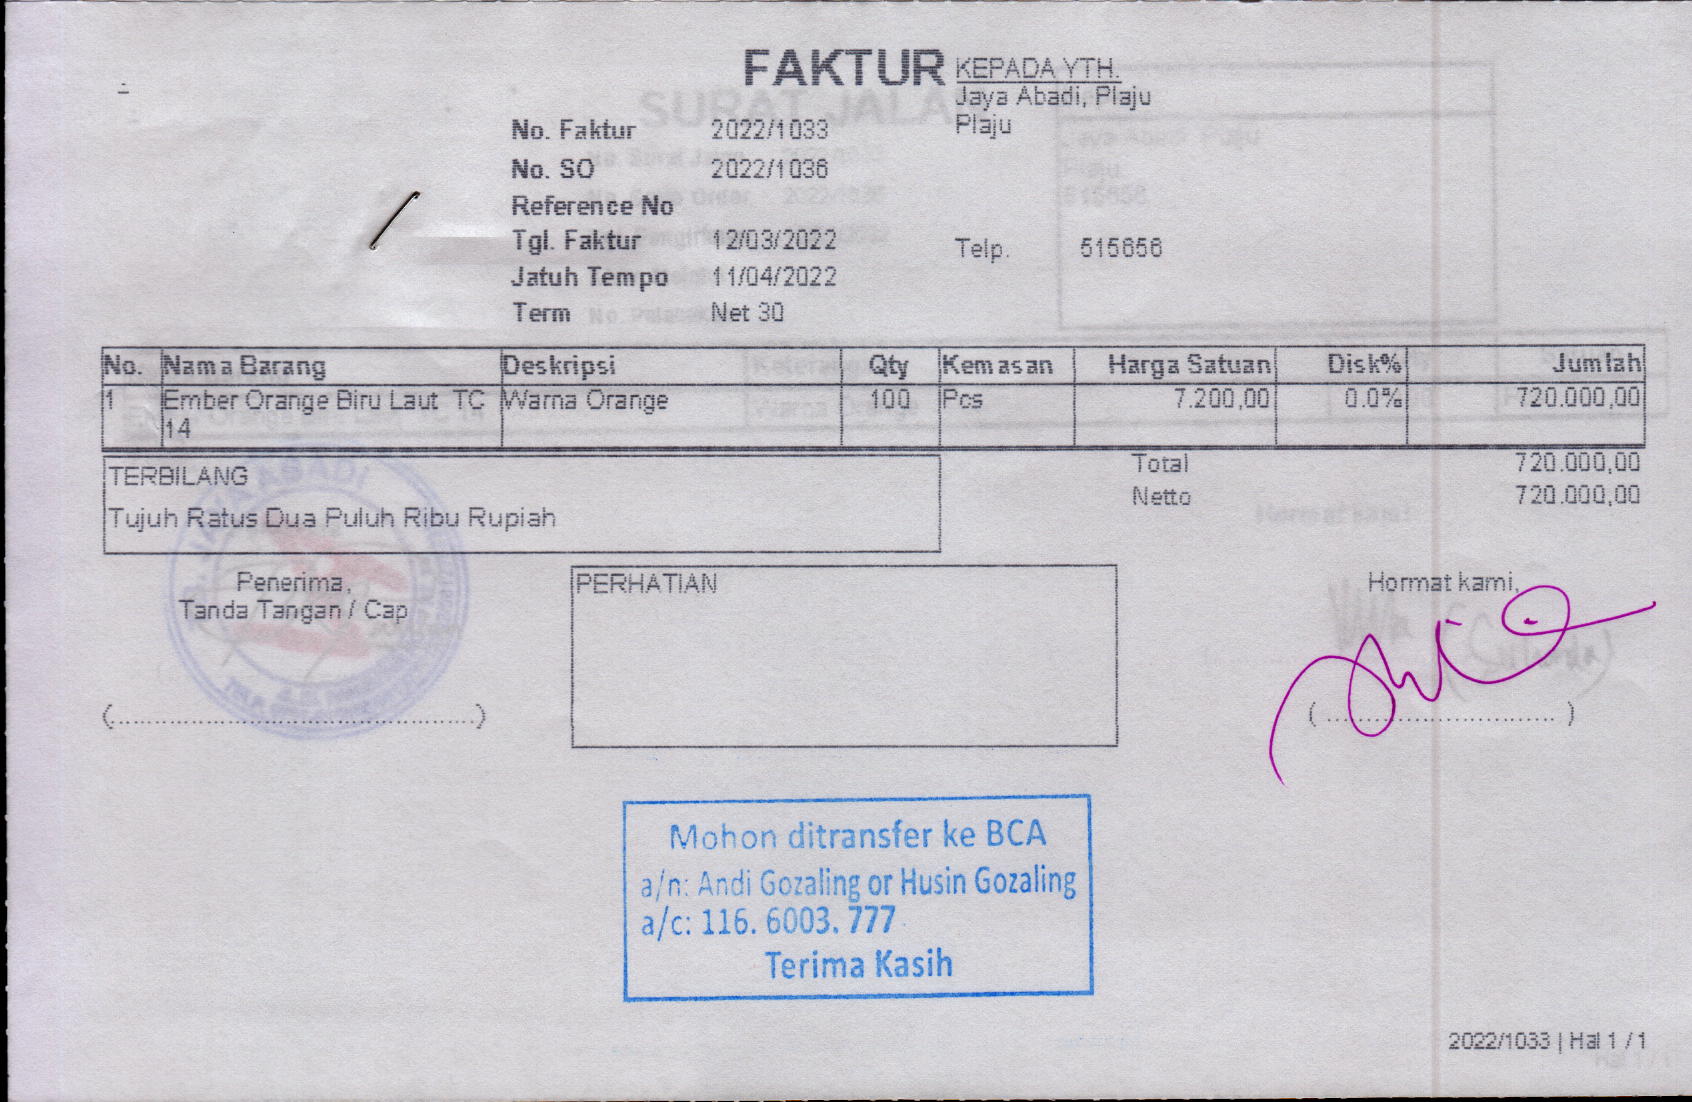 FAKTUR
KEPADA YTH.
Jaya Abadi, Plaju
Plaju
No. Faktur 2022/1033
No. SO 2022/1036
Reference No
Tgl. Faktur 12/03/2022
Telp. 515656
Jatuh Tempo 11/04/2022
Term Net 30
No. Nama Barang Deskripsi Qty Kemasan Harga Satuan Disk% Jumlah
1 Ember Orange Biru Laut TC Warna Orange 100 Pcs 7.200,00 0.0% 720.000,00
14
TERBILANG
Tujuh Ratus Dua Puluh Ribu Rupiah
Total 720.000,00
Netto 720.000,00
Penerima,
Tanda Tangan / Cap
PERHATIAN
Hormat kami,
SURAT JALAN
JAYA ABADI
Mohon ditransfer ke BCA
a/n: Andi Gozaling or Husin Gozaling
a/c: 116. 6003. 777
Terima Kasih
2022/1033 | Hal 1 / 1